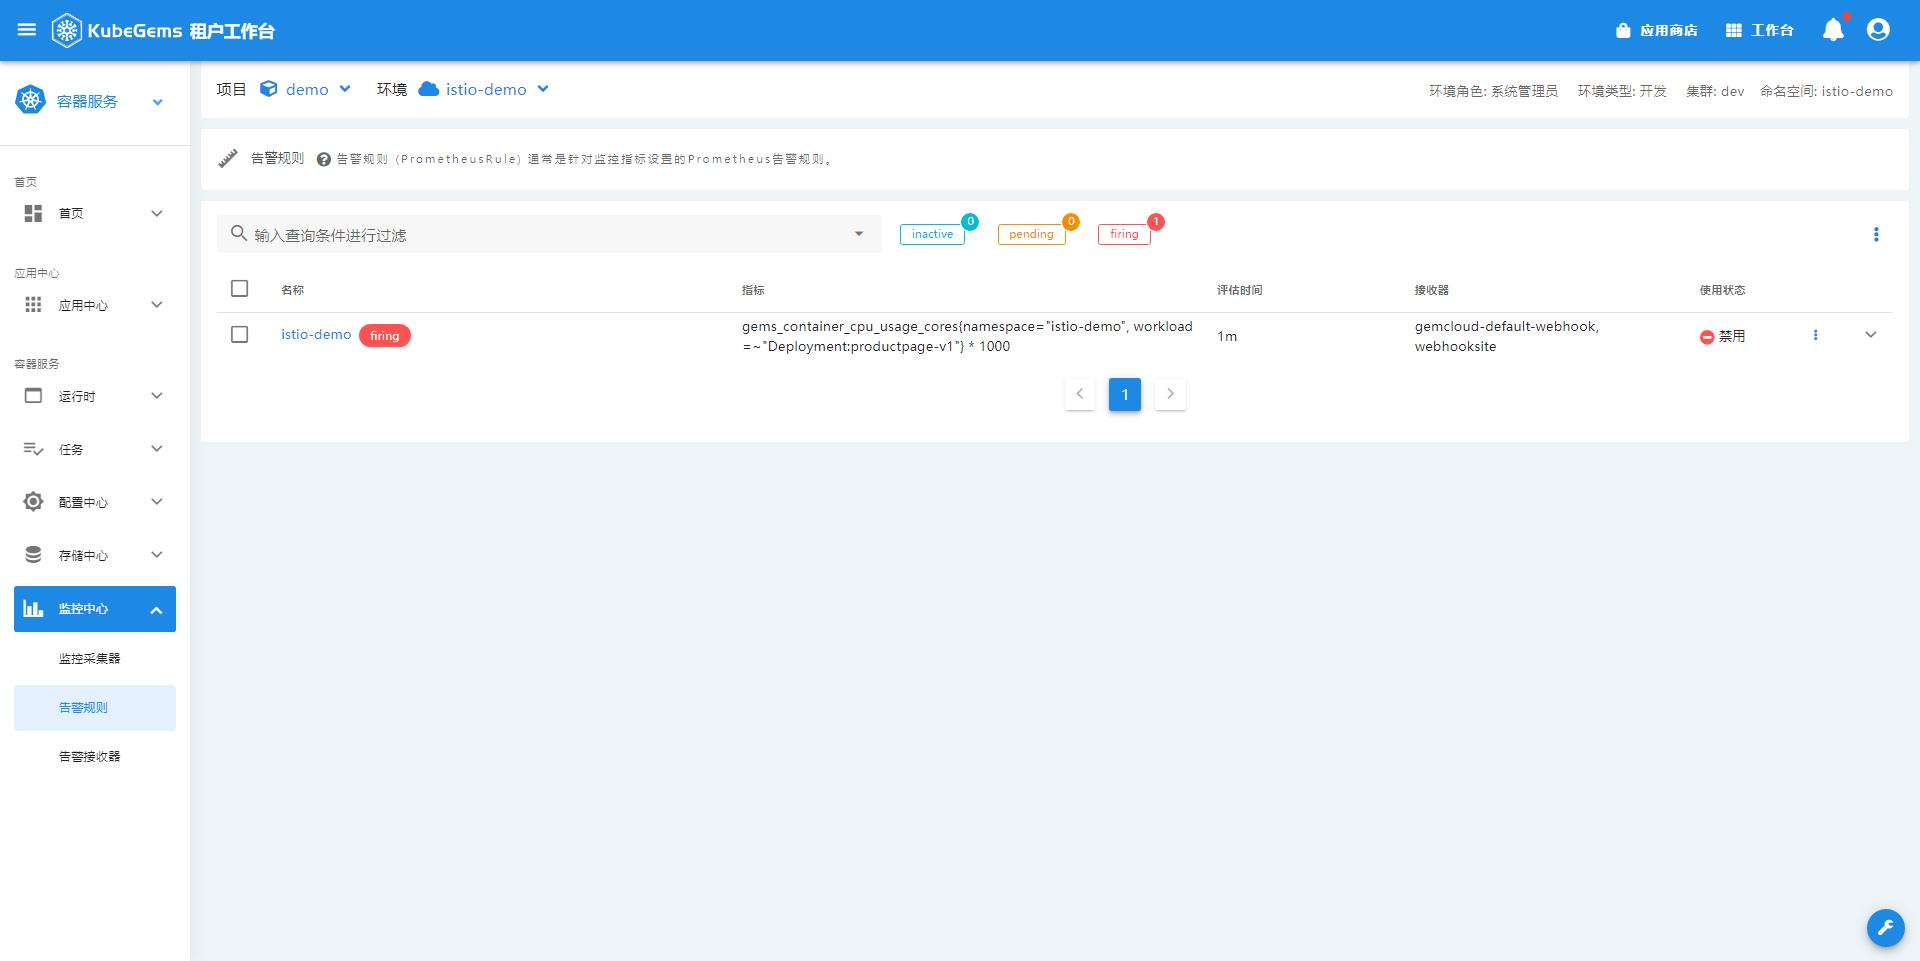 KubeGems 租户工作台
应用商店
工作台
容器服务
项目 demo 环境 istio-demo
环境角色: 系统管理员 环境类型: 开发 集群: dev 命名空间: istio-demo
告警规则 告警规则 (PrometheusRule) 通常是针对监控指标设置的Prometheus告警规则。
首页
首页
应用中心
应用中心
容器服务
运行时
任务
配置中心
存储中心
监控中心
监控采集器
告警规则
告警接收器
输入查询条件进行过滤
inactive 0
pending 0
firing 1
名称 指标 评估时间 接收器 使用状态
istio-demo firing
gems_container_cpu_usage_cores{namespace="istio-demo", workload
=~"Deployment:productpage-v1"} * 1000
1m
gemcloud-default-webhook,
webhooksite
禁用
1